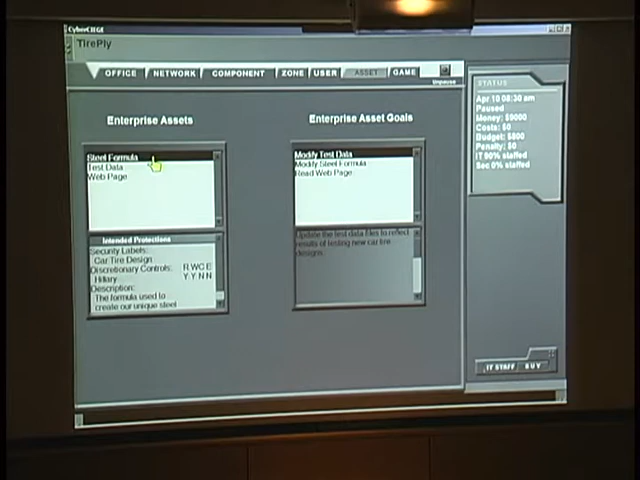 CyberCIEGE
TirePly
OFFICE NETWORK COMPONENT ZONE USER ASSET GAME
Unpause
Enterprise Assets
Steel Formula
Test Data
Web Page
Intended Protections
Security Labels:
Car Tire Design
Discretionary Controls: R W C E
Hillary Y Y N N
Description:
The formula used to
create our unique steel
Enterprise Asset Goals
Modify Test Data
Modify Steel Formula
Read Web Page
Update the test data files to reflect
results of testing new car tire
designs.
STATUS
Apr 10 08:30 am
Paused
Money: $9000
Costs: $0
Budget: $800
Penalty: $0
IT 90% staffed
Sec 0% staffed
IT STAFF BUY